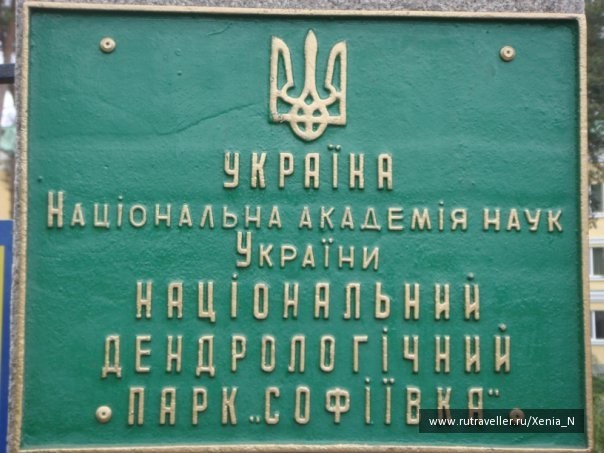 УКРАЇНА
НАЦІОНАЛЬНА АКАДЕМІЯ НАУК
УКРАЇНИ
НАЦІОНАЛЬНИЙ
ДЕНДРОЛОГІЧНИЙ
ПАРК „СОФІЇВКА"
www.rutraveller.ru/Xenia_N